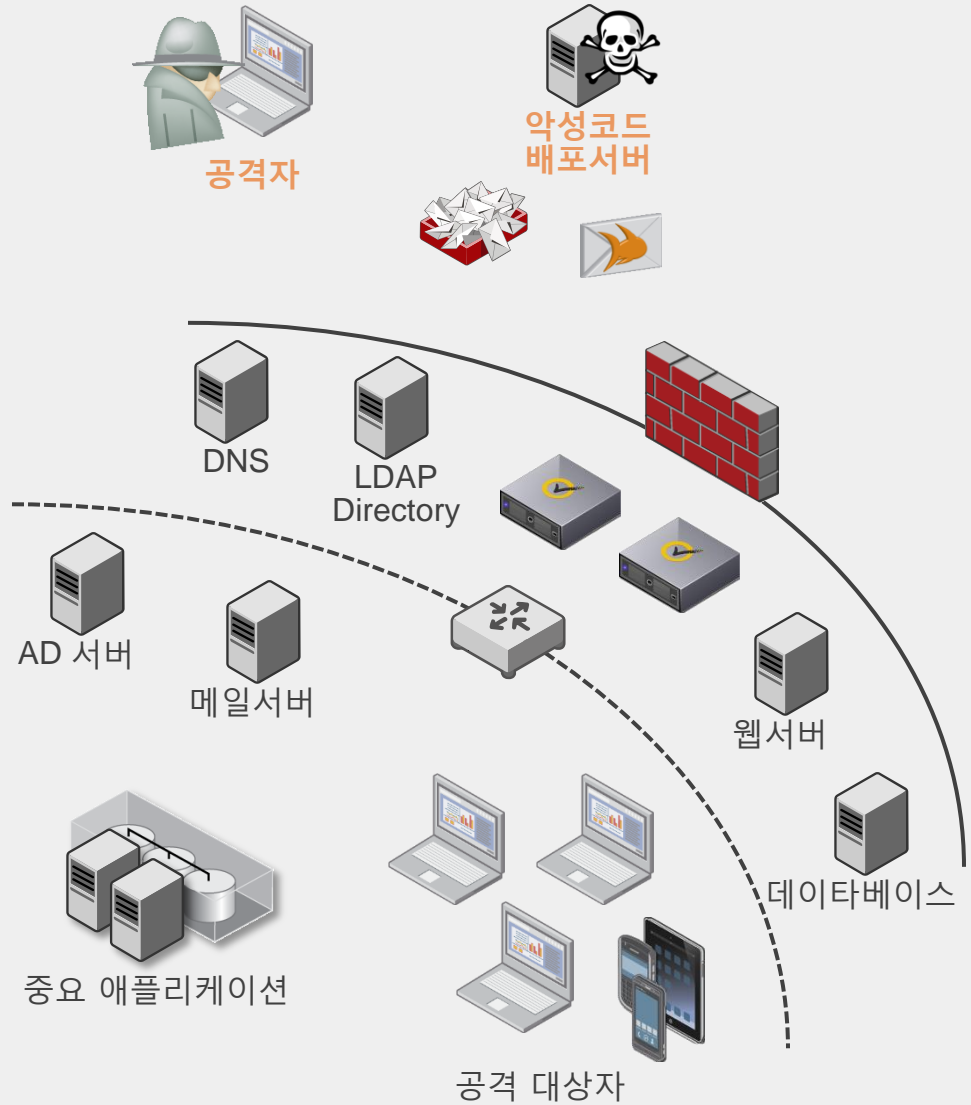 공격자
악성코드
배포서버
DNS
LDAP
Directory
AD 서버
메일서버
웹서버
데이타베이스
중요 애플리케이션
공격 대상자